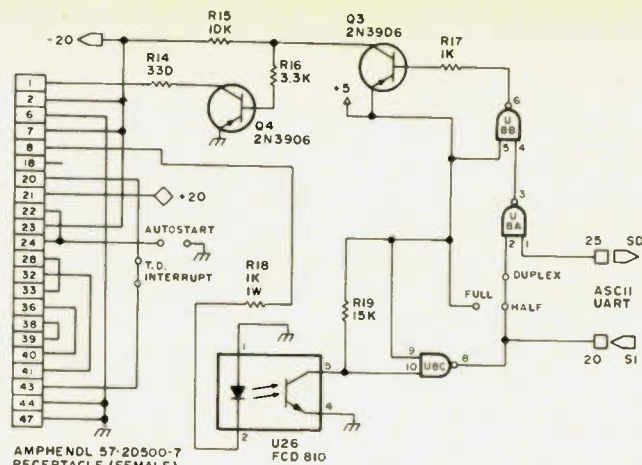 -20
R15
10K
Q3
2N3906
R17
1K
R14
330
R16
3.3K
+5
Q4
2N3906
6
U
8B
5 4
3
U
8A
2 1
1
2
6
7
8
18
20
21
22
23
24
28
32
33
36
38
39
40
41
43
44
47
+20
AUTOSTART
T.D.
INTERRUPT
R18
1K
1W
R19
15K
FULL
DUPLEX
HALF
25 SO
ASCII
UART
20 SI
9
10
U8C
8
1
2
5
4
U26
FCD 810
AMPHENOL 57-20500-7
RECEPTACLE (FEMALE)